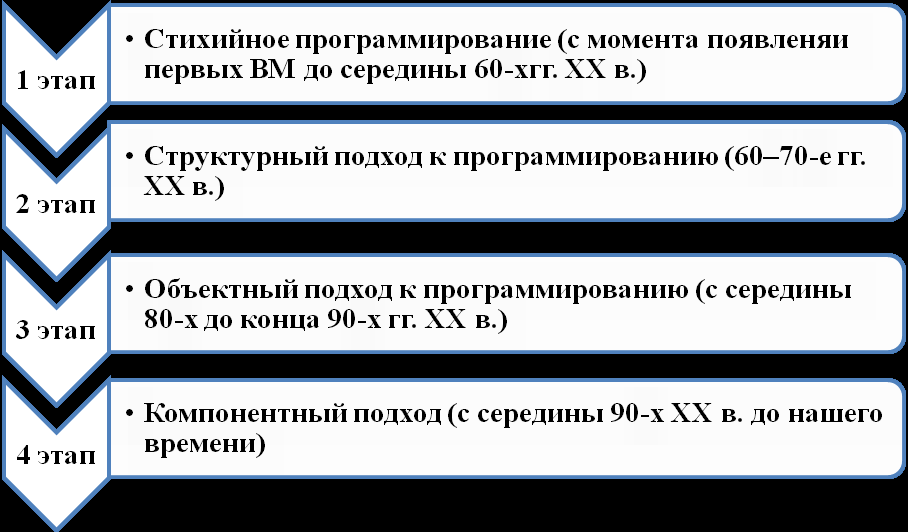 1 этап
• Стихийное программирование (с момента появленяи
первых ВМ до середины 60-хгг. XX в.)
2 этап
• Структурный подход к программированию (60–70-е гг.
XX в.)
3 этап
• Объектный подход к программированию (с середины
80-х до конца 90-х гг. XX в.)
4 этап
• Компонентный подход (с середины 90-х XX в. до нашего
времени)